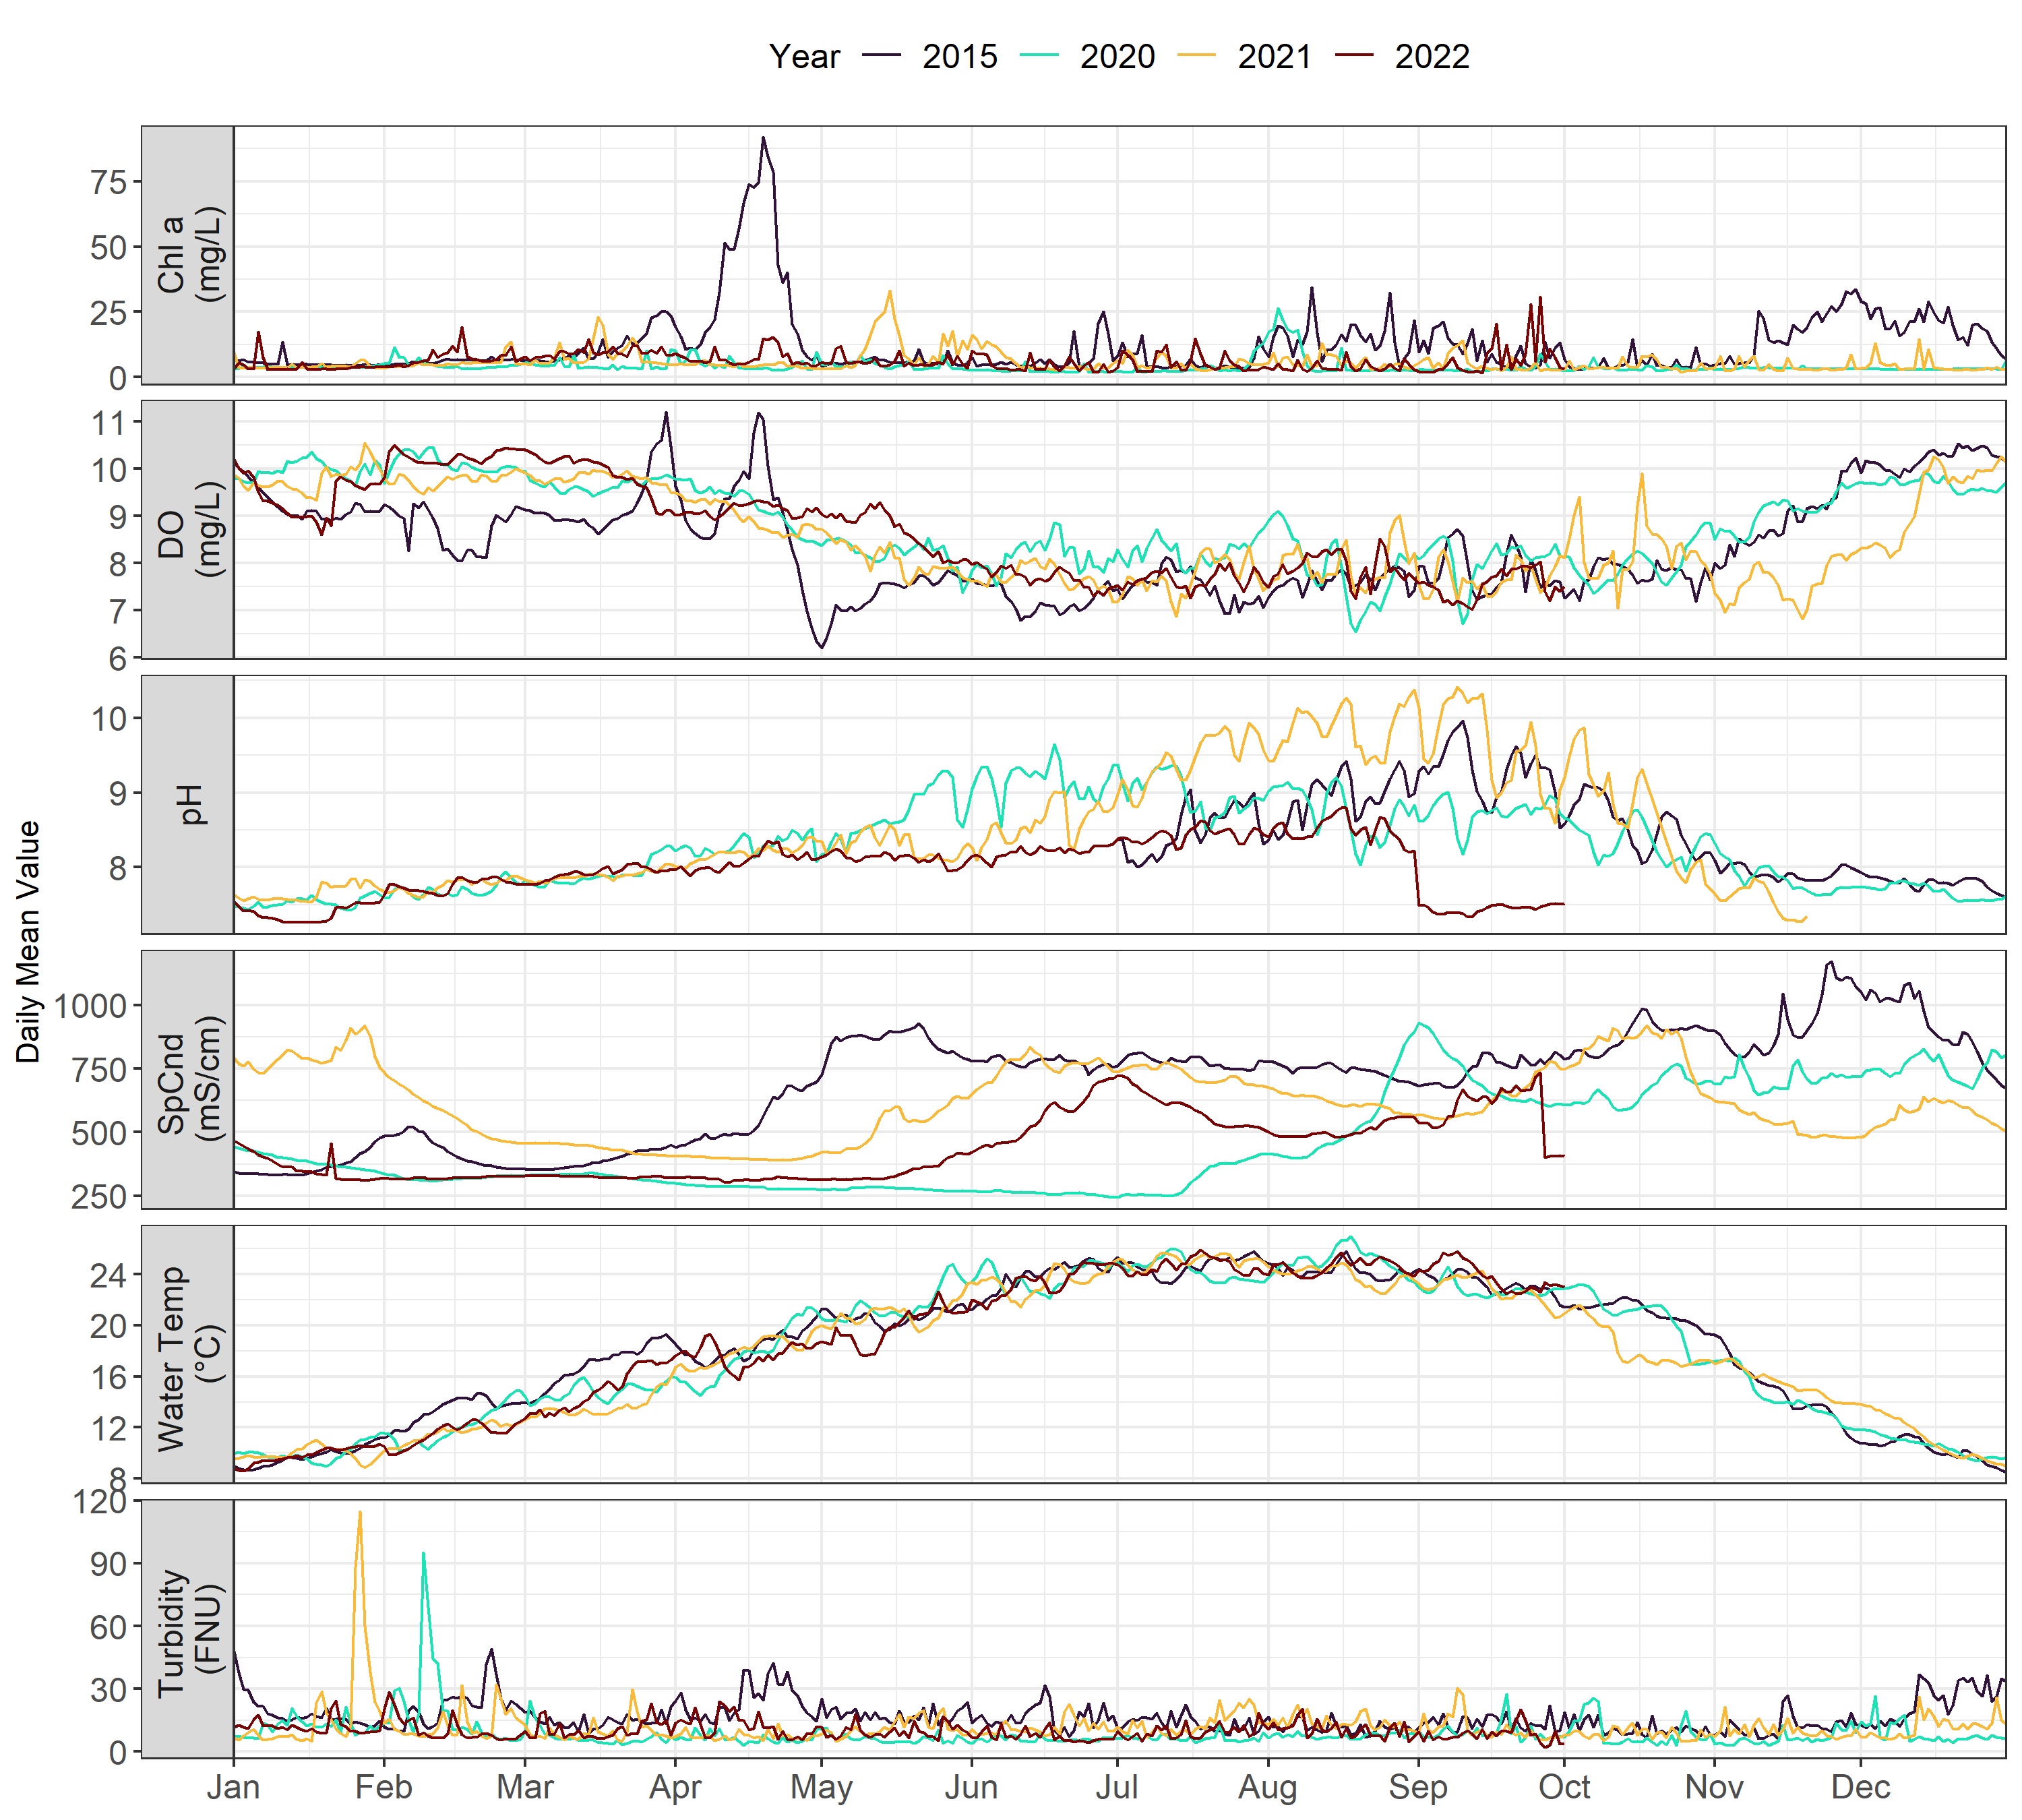 Year 2015 2020 2021 2022
Daily Mean Value
Chl a
(mg/L)
75
50
25
0
DO
(mg/L)
11
10
9
8
7
6
pH
10
9
8
SpCnd
(mS/cm)
1000
750
500
250
Water Temp
(°C)
24
20
16
12
8
Turbidity
(FNU)
120
90
60
30
0
Jan Feb Mar Apr May Jun Jul Aug Sep Oct Nov Dec